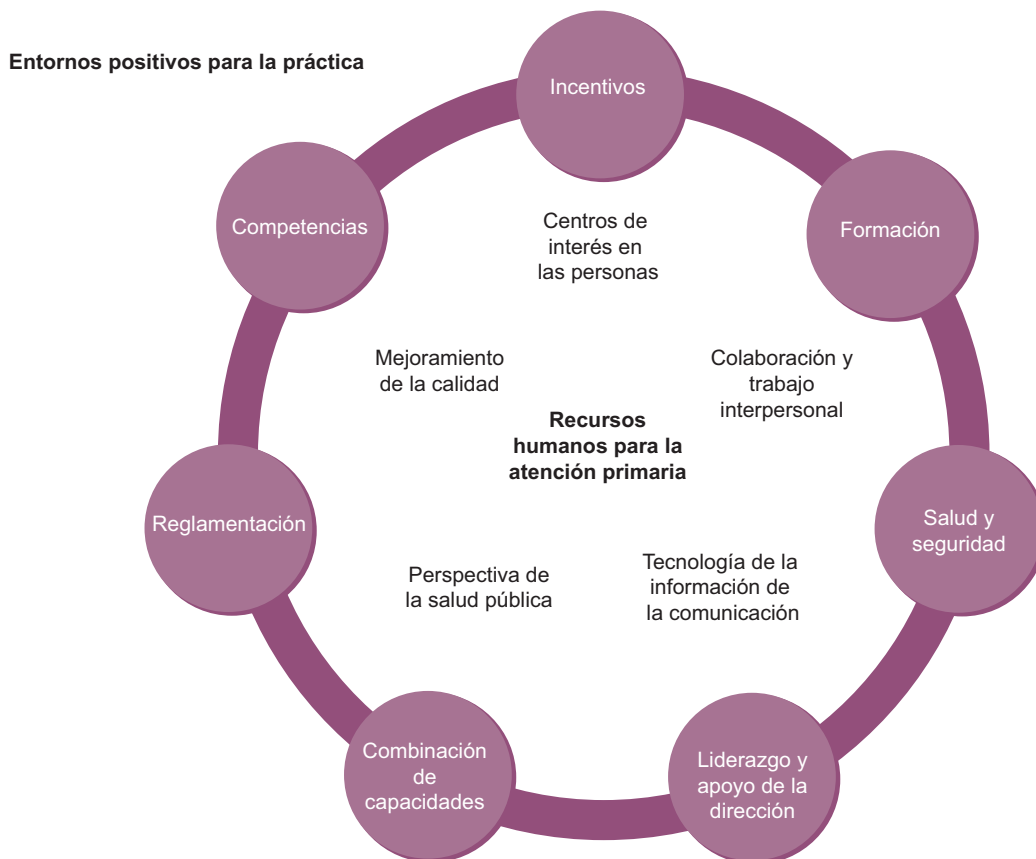 Entornos positivos para la práctica
Incentivos
Competencias
Formación
Centros de
interés en
las personas
Mejoramiento
de la calidad
Colaboración y
trabajo
interpersonal
Recursos
humanos para la
atención primaria
Reglamentación
Salud y
seguridad
Perspectiva de
la salud pública
Tecnología de la
información de
la comunicación
Combinación
de
capacidades
Liderazgo y
apoyo de la
dirección